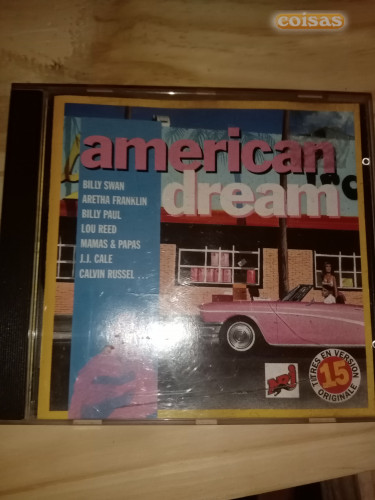 coisas
american
dream
BILLY SWAN
ARETHA FRANKLIN
BILLY PAUL
LOU REED
MAMAS & PAPAS
J.J. CALE
CALVIN RUSSEL ...
NRJ
TITRES EN VERSION
15
ORIGINALE